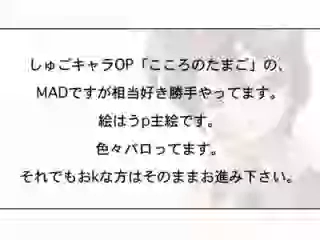 しゅごキャラOP「こころのたまご」の、
MADですが相当好き勝手やってます。
絵はうp主絵です。
色々パロってます。
それでもおkな方はそのままお進み下さい。